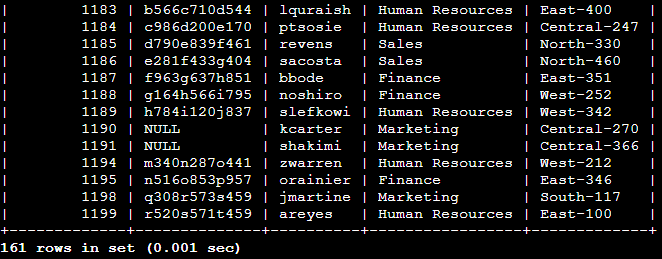 |        1183 | b566c710d544 | lquraish | Human Resources | East-400    |
|        1184 | c986d200e170 | ptsosie  | Human Resources | Central-247 |
|        1185 | d790e839f461 | revens   | Sales           | North-330   |
|        1186 | e281f433g404 | sacosta  | Sales           | North-460   |
|        1187 | f963g637h851 | bbode    | Finance         | East-351    |
|        1188 | g164h566i795 | noshiro  | Finance         | West-252    |
|        1189 | h784i120j837 | slefkowi | Human Resources | West-342    |
|        1190 | NULL         | kcarter  | Marketing       | Central-270 |
|        1191 | NULL         | shakimi  | Marketing       | Central-366 |
|        1194 | m340n287o441 | zwarren  | Human Resources | West-212    |
|        1195 | n516o853p957 | orainier | Finance         | East-346    |
|        1198 | q308r573s459 | jmartine | Marketing       | South-117   |
|        1199 | r520s571t459 | areyes   | Human Resources | East-100    |
+-------------+--------------+----------+-----------------+-------------+
161 rows in set (0.001 sec)